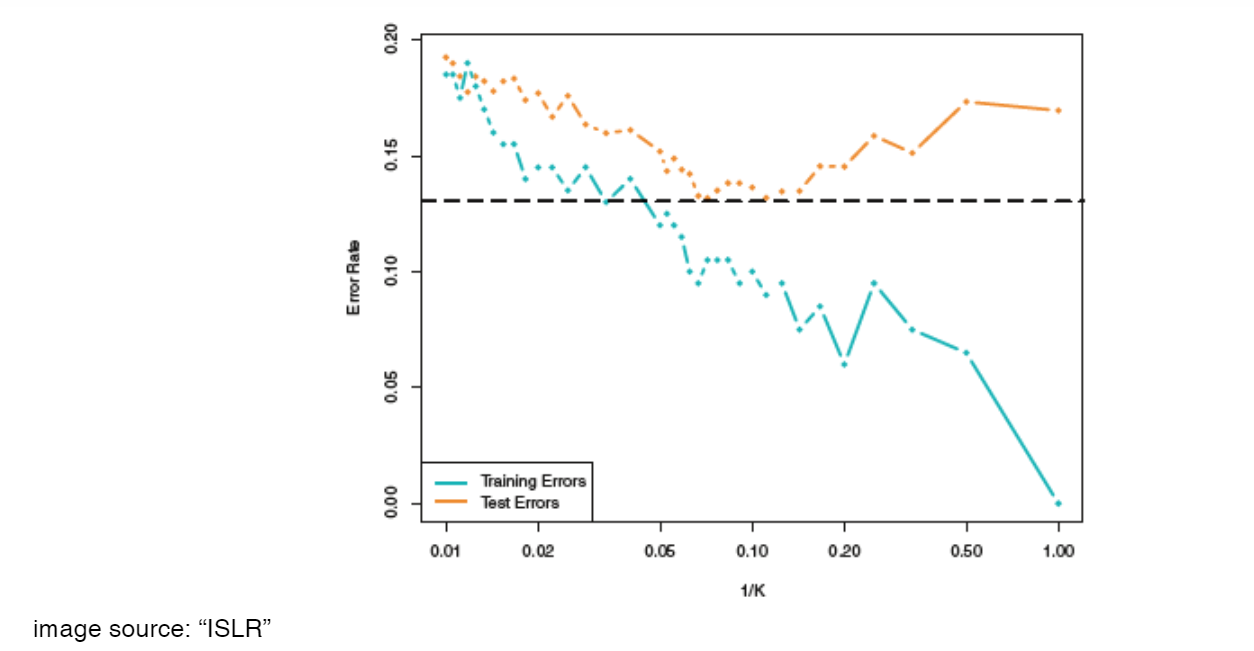 0.20
0.15
0.10
0.05
0.00
Error Rate
Training Errors
Test Errors
0.01 0.02 0.05 0.10 0.20 0.50 1.00
1/K
image source: “ISLR”